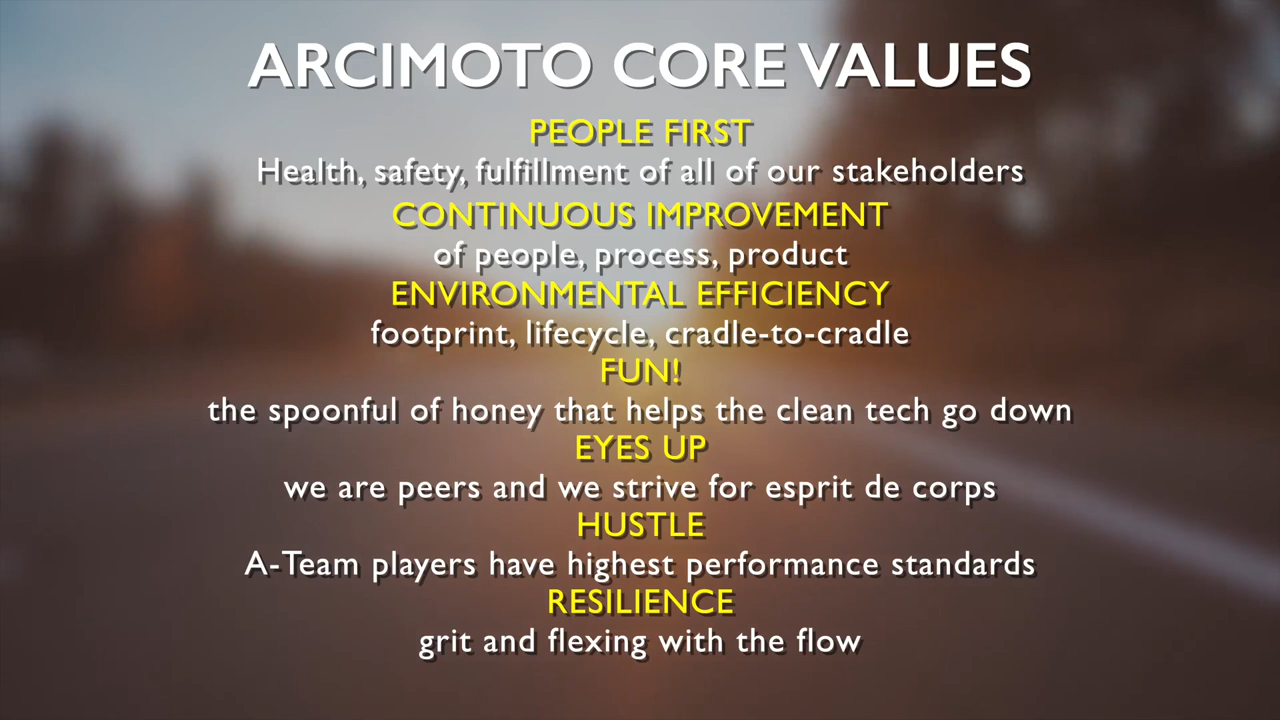 ARCIMOTO CORE VALUES
PEOPLE FIRST
Health, safety, fulfillment of all of our stakeholders
CONTINUOUS IMPROVEMENT
of people, process, product
ENVIRONMENTAL EFFICIENCY
footprint, lifecycle, cradle-to-cradle
FUN!
the spoonful of honey that helps the clean tech go down
EYES UP
we are peers and we strive for esprit de corps
HUSTLE
A-Team players have highest performance standards
RESILIENCE
grit and flexing with the flow